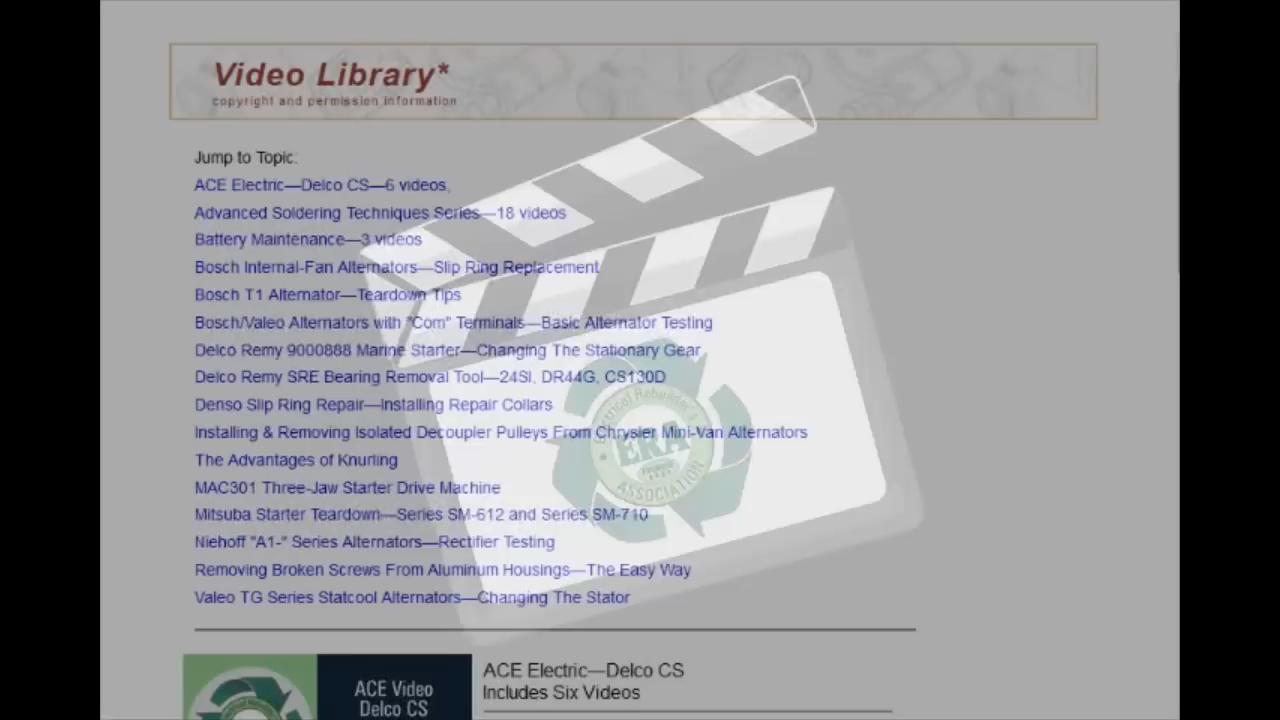 Video Library*
copyright and permission information
Jump to Topic:
ACE Electric—Delco CS—6 videos,
Advanced Soldering Techniques Series—18 videos
Battery Maintenance—3 videos
Bosch Internal-Fan Alternators—Slip Ring Replacement
Bosch T1 Alternator—Teardown Tips
Bosch/Valeo Alternators with "Com" Terminals—Basic Alternator Testing
Delco Remy 9000888 Marine Starter—Changing The Stationary Gear
Delco Remy SRE Bearing Removal Tool—24SI, DR44G, CS130D
Denso Slip Ring Repair—Installing Repair Collars
Installing & Removing Isolated Decoupler Pulleys From Chrysler Mini-Van Alternators
The Advantages of Knurling
MAC301 Three-Jaw Starter Drive Machine
Mitsuba Starter Teardown—Series SM-612 and Series SM-710
Niehoff "A1-" Series Alternators—Rectifier Testing
Removing Broken Screws From Aluminum Housings—The Easy Way
Valeo TG Series Statcool Alternators—Changing The Stator
Electrical Rebuilder's
ERA
ASSOCIATION
ACE Video
Delco CS
ACE Electric—Delco CS
Includes Six Videos